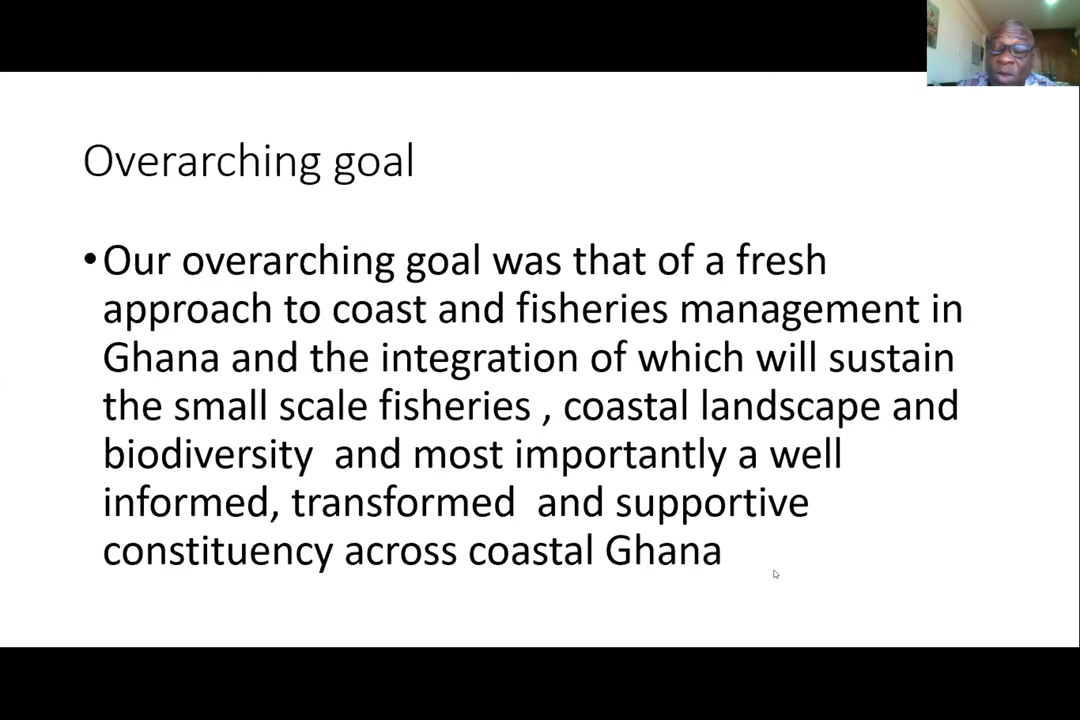 Overarching goal
•Our overarching goal was that of a fresh
approach to coast and fisheries management in
Ghana and the integration of which will sustain
the small scale fisheries , coastal landscape and
biodiversity  and most importantly a well
informed, transformed  and supportive
constituency across coastal Ghana